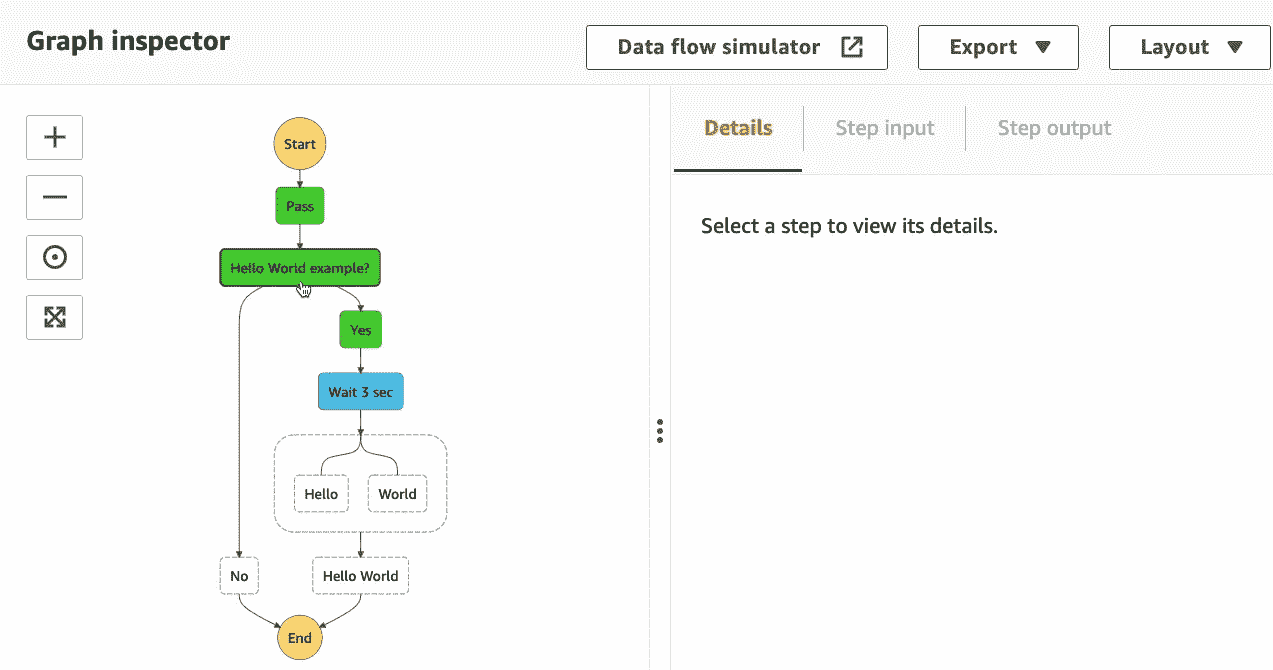 Graph inspector
Data flow simulator
Export
Layout
Details
Step input
Step output
Select a step to view its details.
Start
Pass
Hello World example?
Yes
Wait 3 sec
Hello
World
No
Hello World
End